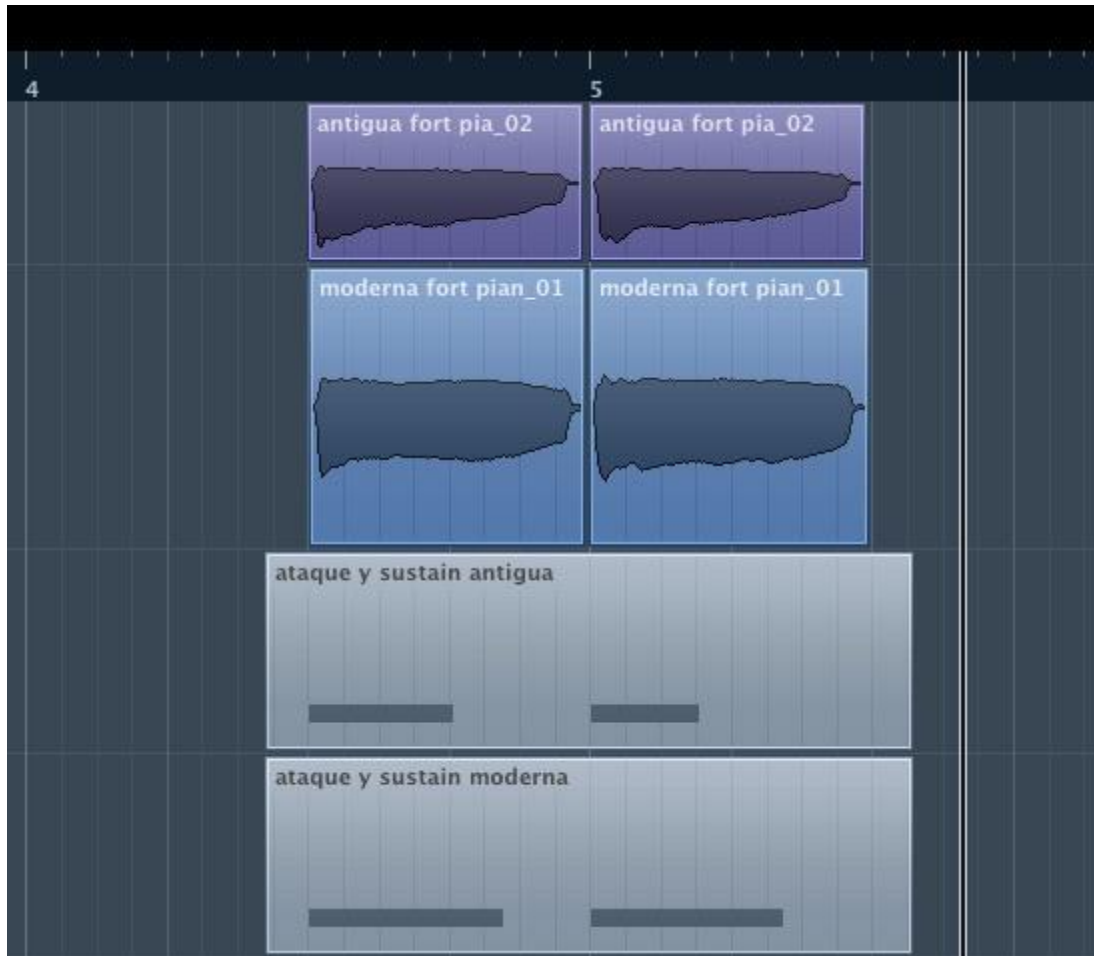 4
5
antigua fort pia_02
antigua fort pia_02
moderna fort pian_01
moderna fort pian_01
ataque y sustain antigua
ataque y sustain moderna